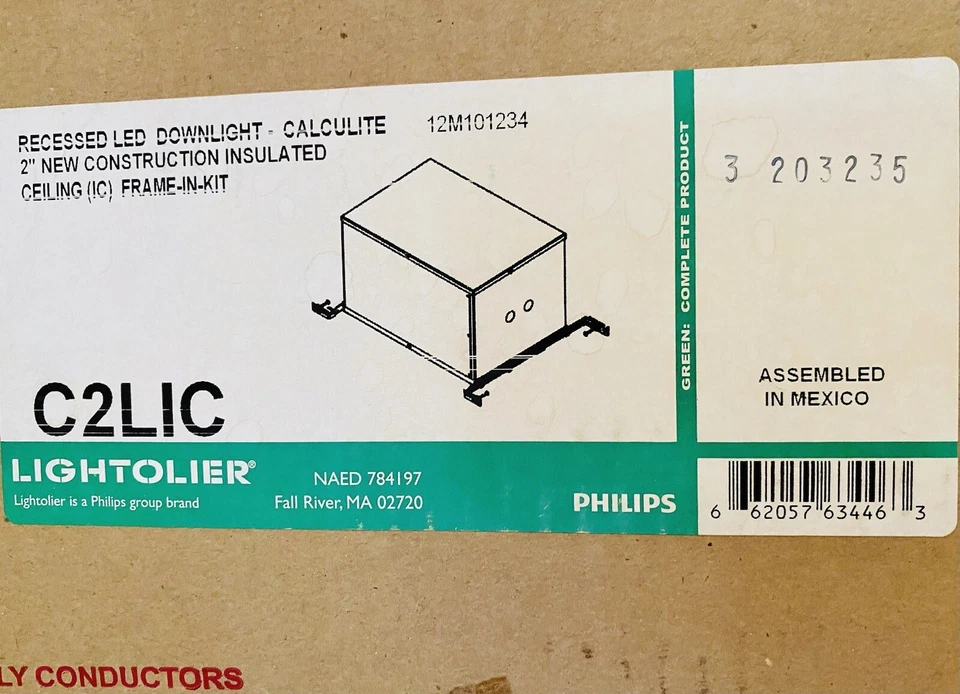 RECESSED LED DOWNLIGHT - CALCULITE 12M101234
2" NEW CONSTRUCTION INSULATED
CEILING (IC) FRAME-IN-KIT
C2LIC
LIGHTOLIER®
Lightolier is a Philips group brand
NAED 784197
Fall River, MA 02720
PHILIPS
GREEN: COMPLETE PRODUCT
3 203235
ASSEMBLED
IN MEXICO
6 62057 63446 3
LY CONDUCTORS